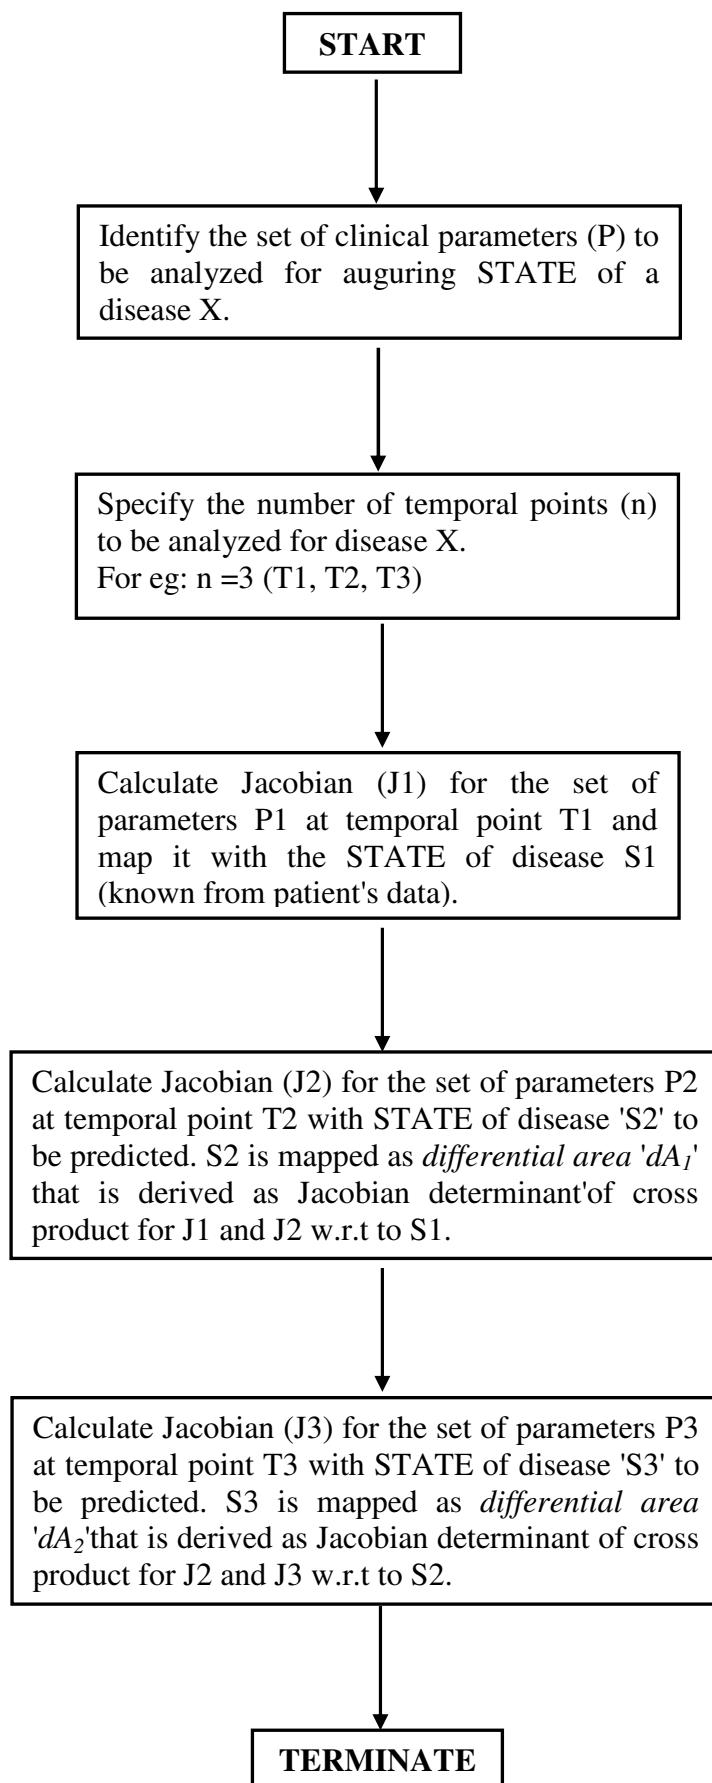 START
Identify the set of clinical parameters (P) to
be analyzed for auguring STATE of a
disease X.
Specify the number of temporal points (n)
to be analyzed for disease X.
For eg: n =3 (T1, T2, T3)
Calculate Jacobian (J1) for the set of
parameters P1 at temporal point T1 and
map it with the STATE of disease S1
(known from patient's data).
Calculate Jacobian (J2) for the set of parameters P2
at temporal point T2 with STATE of disease 'S2' to
be predicted. S2 is mapped as differential area 'dA₁'
that is derived as Jacobian determinant'of cross
product for J1 and J2 w.r.t to S1.
Calculate Jacobian (J3) for the set of parameters P3
at temporal point T3 with STATE of disease 'S3' to
be predicted. S3 is mapped as differential area
'dA₂'that is derived as Jacobian determinant of cross
product for J2 and J3 w.r.t to S2.
TERMINATE